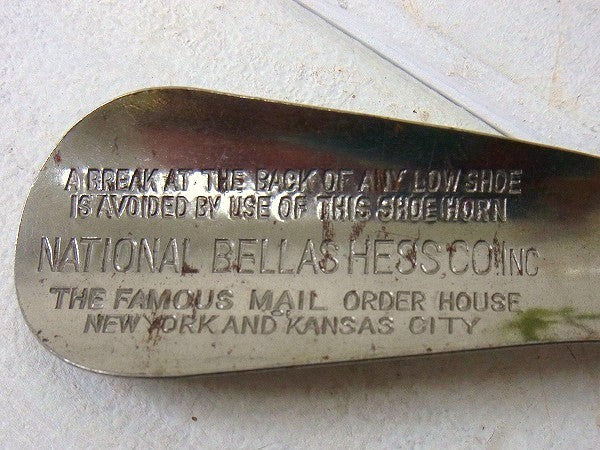 A BREAK AT THE BACK OF ANY LOW SHOE
IS AVOIDED BY USE OF THIS SHOE HORN
NATIONAL BELLAS HESS CO. INC
THE FAMOUS MAIL ORDER HOUSE
NEW YORK AND KANSAS CITY